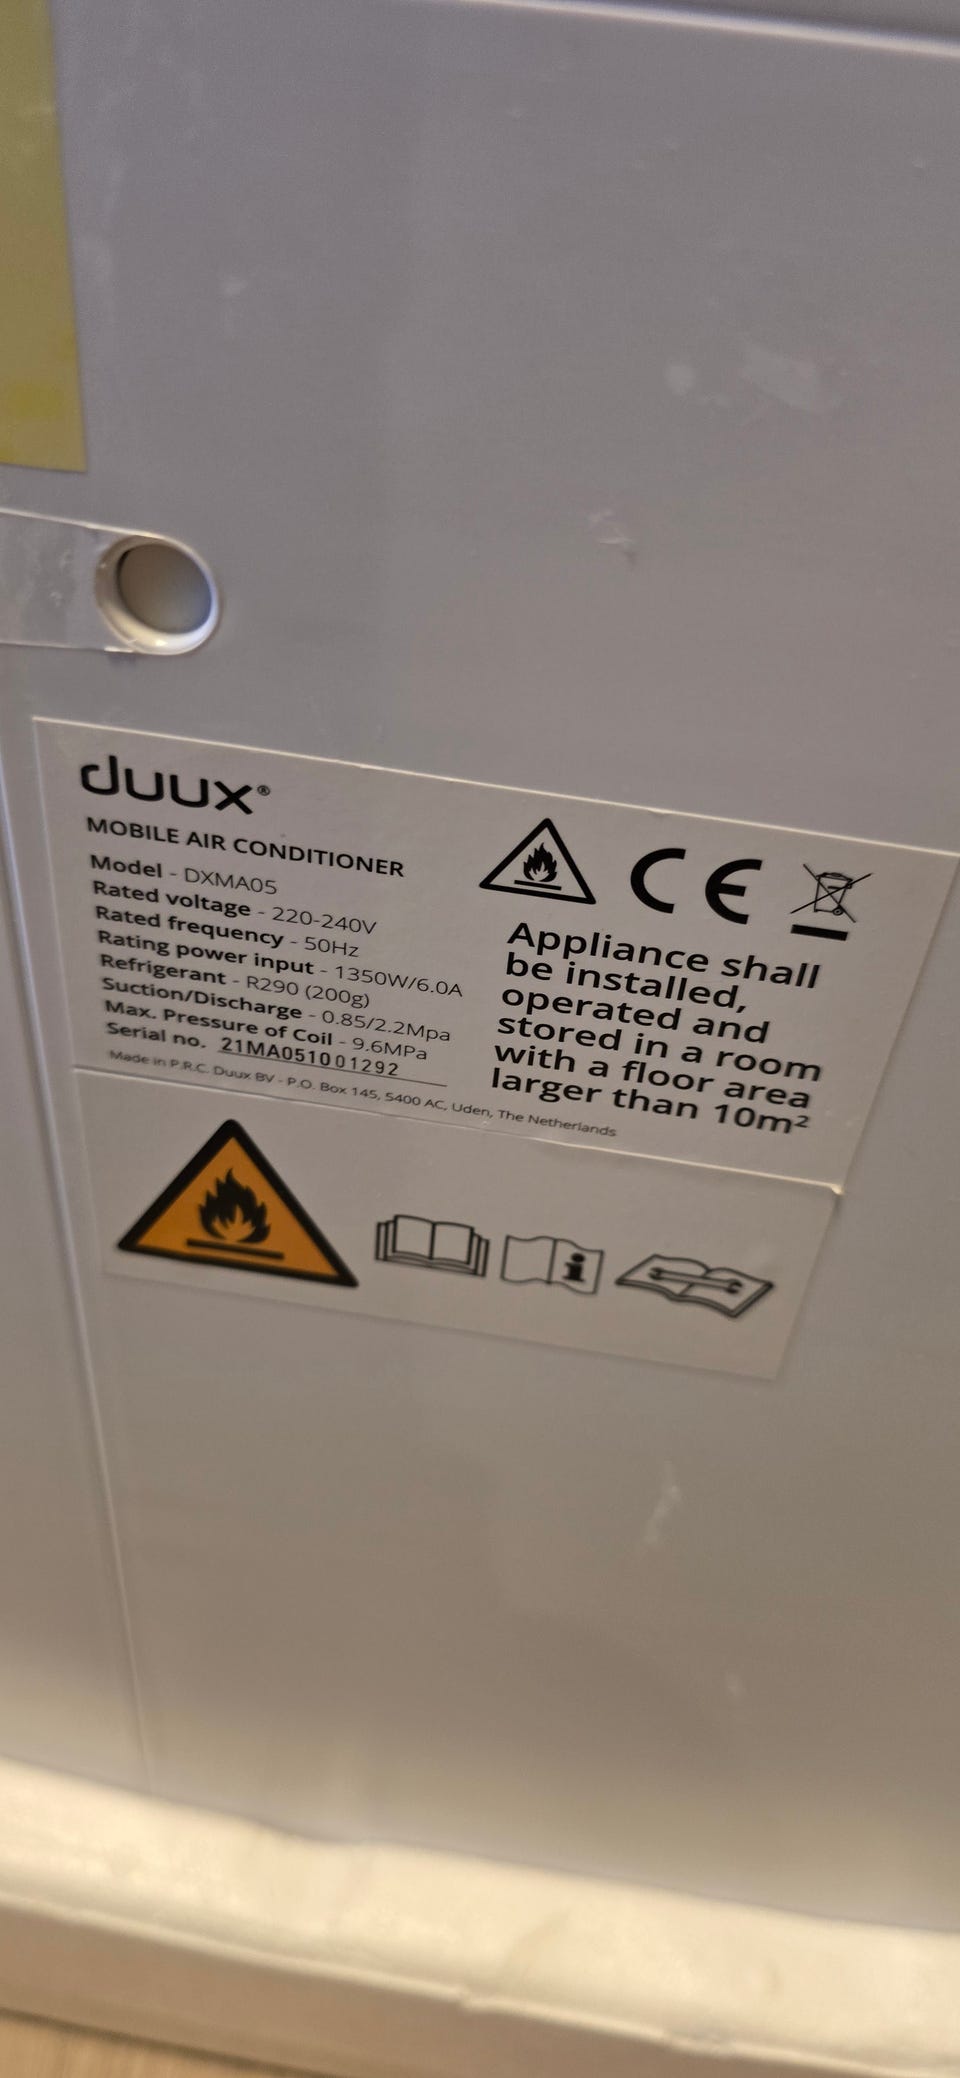 duux®
MOBILE AIR CONDITIONER
Model - DXMA05
Rated voltage - 220-240V
Rated frequency - 50Hz
Rating power input - 1350W/6.0A
Refrigerant - R290 (200g)
Suction/Discharge - 0.85/2.2Mpa
Max. Pressure of Coil - 9.6MPa
Serial no. 21MA051001292
Made in P.R.C. Duux BV - P.O. Box 145, 5400 AC, Uden, The Netherlands
CE
Appliance shall
be installed,
operated and
stored in a room
with a floor area
larger than 10m²